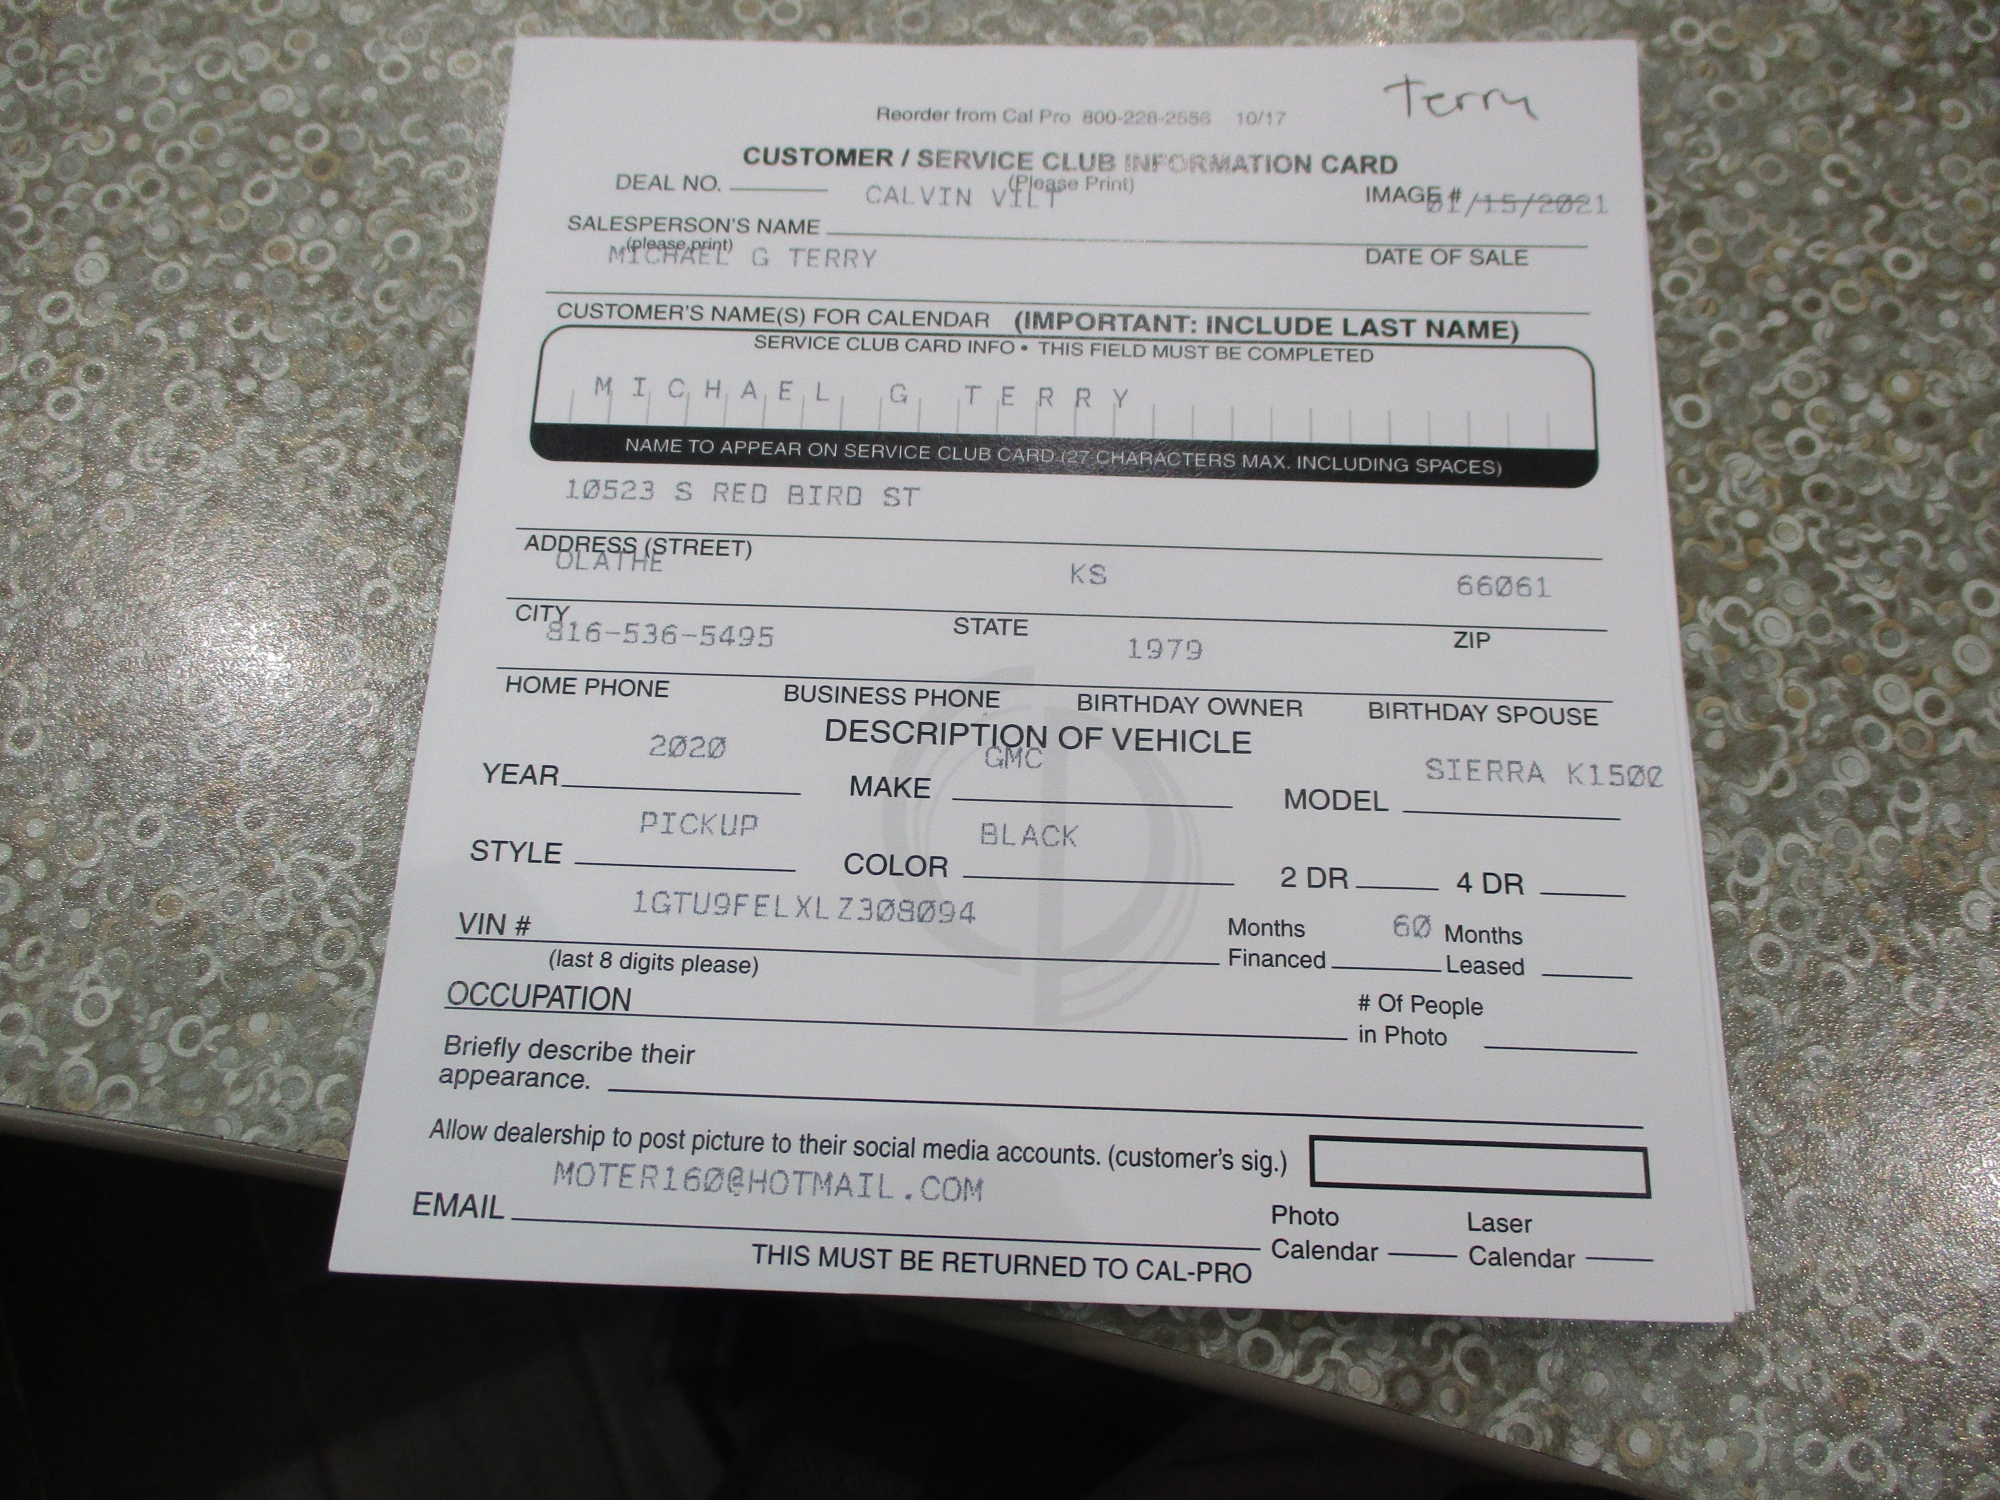 Terry
Reorder from Cal Pro 800-228-2556 10/17
CUSTOMER / SERVICE CLUB INFORMATION CARD
(Please Print)
DEAL NO. CALVIN VILT IMAGE # 01/15/2021
SALESPERSON'S NAME
(please print)
MICHAEL G TERRY DATE OF SALE
CUSTOMER'S NAME(S) FOR CALENDAR (IMPORTANT: INCLUDE LAST NAME)
SERVICE CLUB CARD INFO • THIS FIELD MUST BE COMPLETED
MICHAEL G TERRY
NAME TO APPEAR ON SERVICE CLUB CARD (27 CHARACTERS MAX. INCLUDING SPACES)
10523 S RED BIRD ST
ADDRESS (STREET)
OLATHE KS 66061
CITY STATE ZIP
816-536-5495 1979
HOME PHONE BUSINESS PHONE BIRTHDAY OWNER BIRTHDAY SPOUSE
DESCRIPTION OF VEHICLE
2020 GMC SIERRA K1500
YEAR MAKE MODEL
PICKUP BLACK
STYLE COLOR 2 DR 4 DR
1GTU9FELXLZ308094
VIN # Months Financed 60 Months Leased
(last 8 digits please)
OCCUPATION # Of People in Photo
Briefly describe their
appearance.
Allow dealership to post picture to their social media accounts. (customer's sig.)
MOTER160@HOTMAIL.COM
EMAIL Photo Calendar Laser Calendar
THIS MUST BE RETURNED TO CAL-PRO